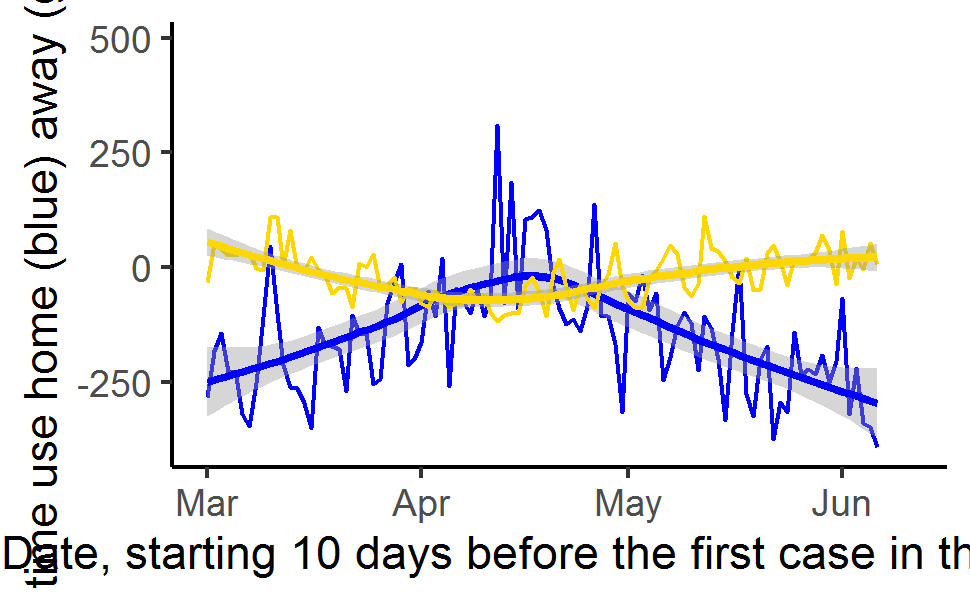 time use home (blue) away (
500
250
0
-250
Mar Apr May Jun
Date, starting 10 days before the first case in th